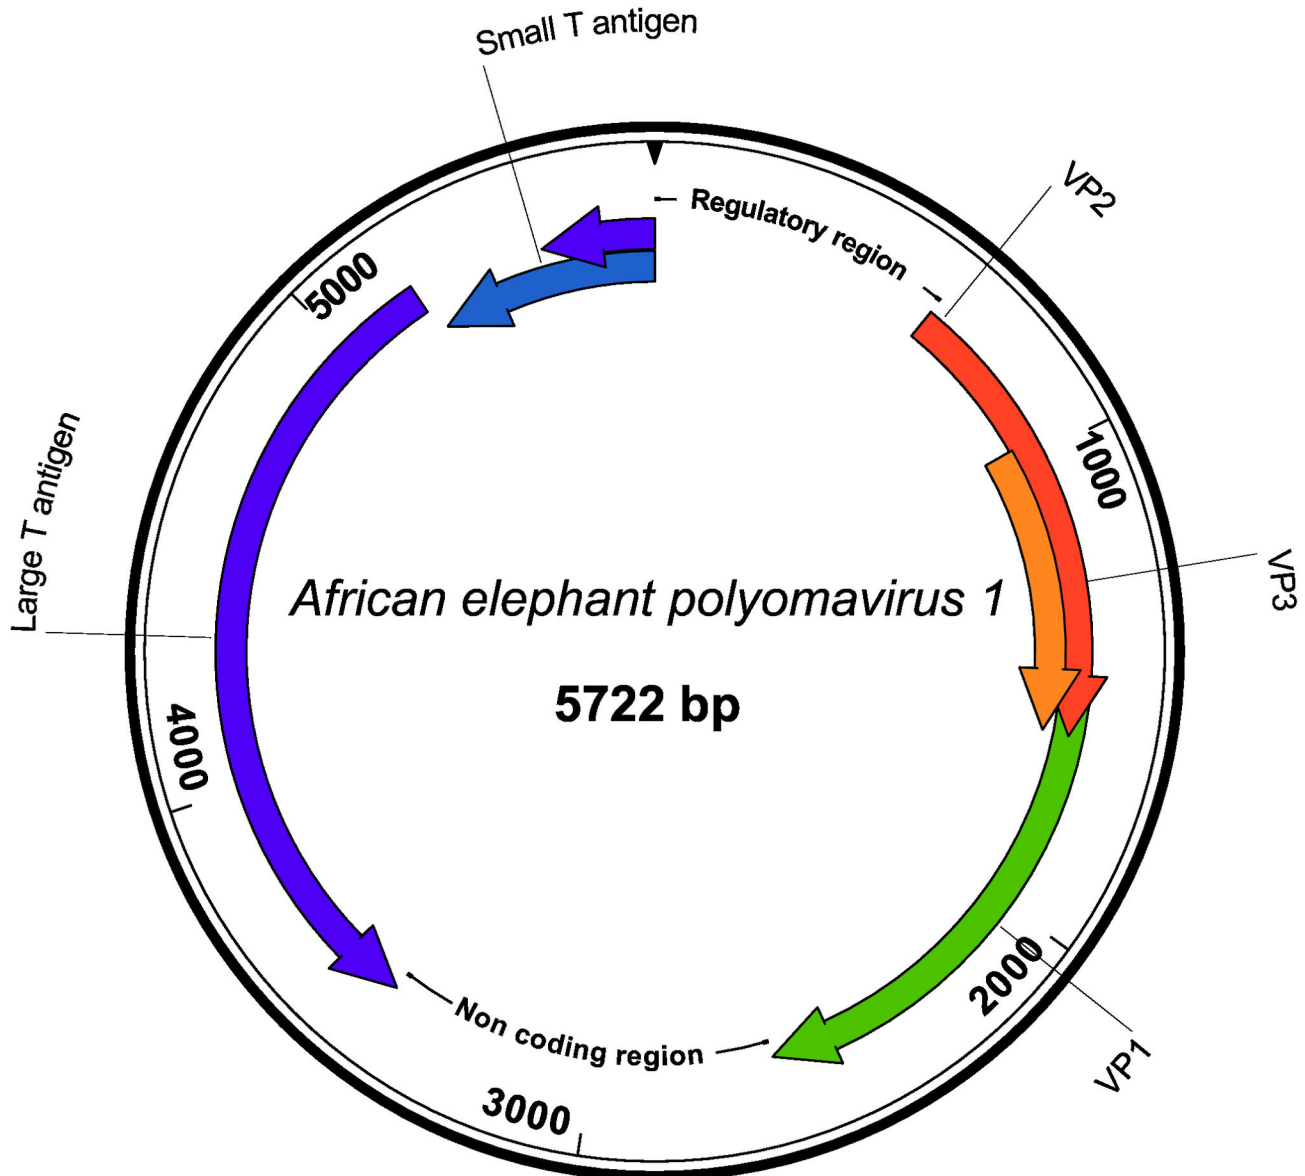 Small T antigen
Regulatory region
VP2
5000
1000
Large T antigen
VP3
African elephant polyomavirus 1
5722 bp
4000
2000
Non coding region
VP1
3000